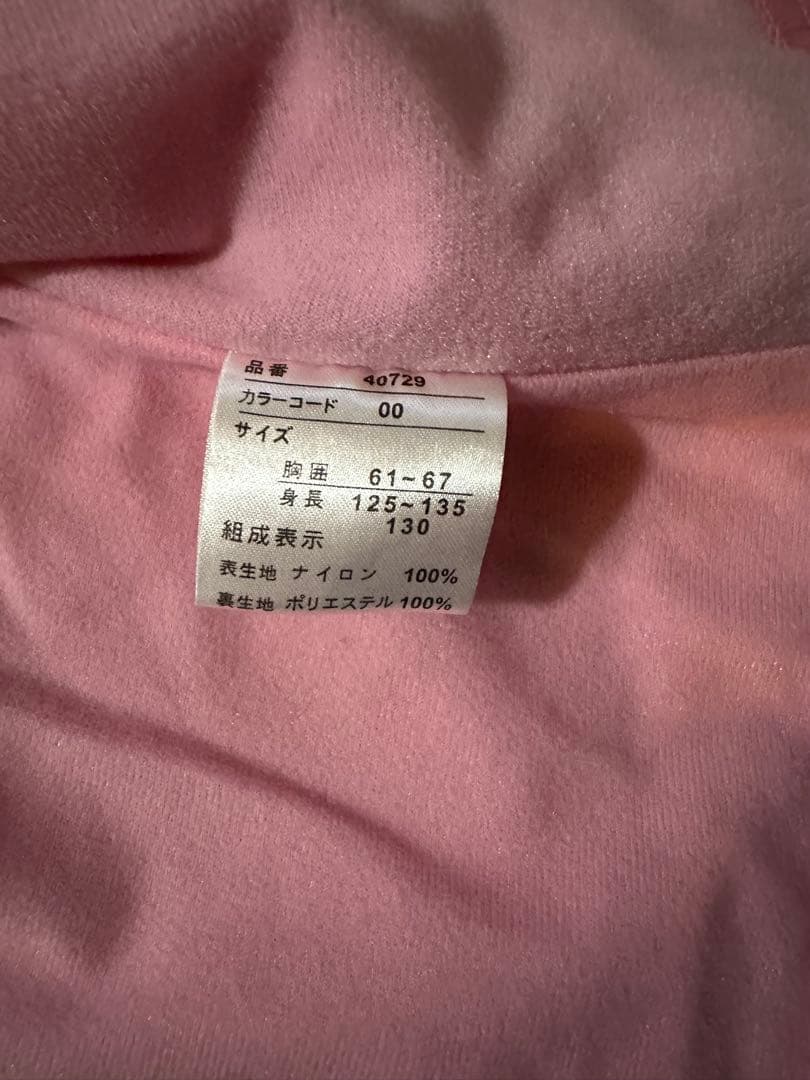 品番 40729
カラーコード 00
サイズ
胸囲 61~67
身長 125~135
130
組成表示
表生地 ナイロン 100%
裏生地 ポリエステル 100%